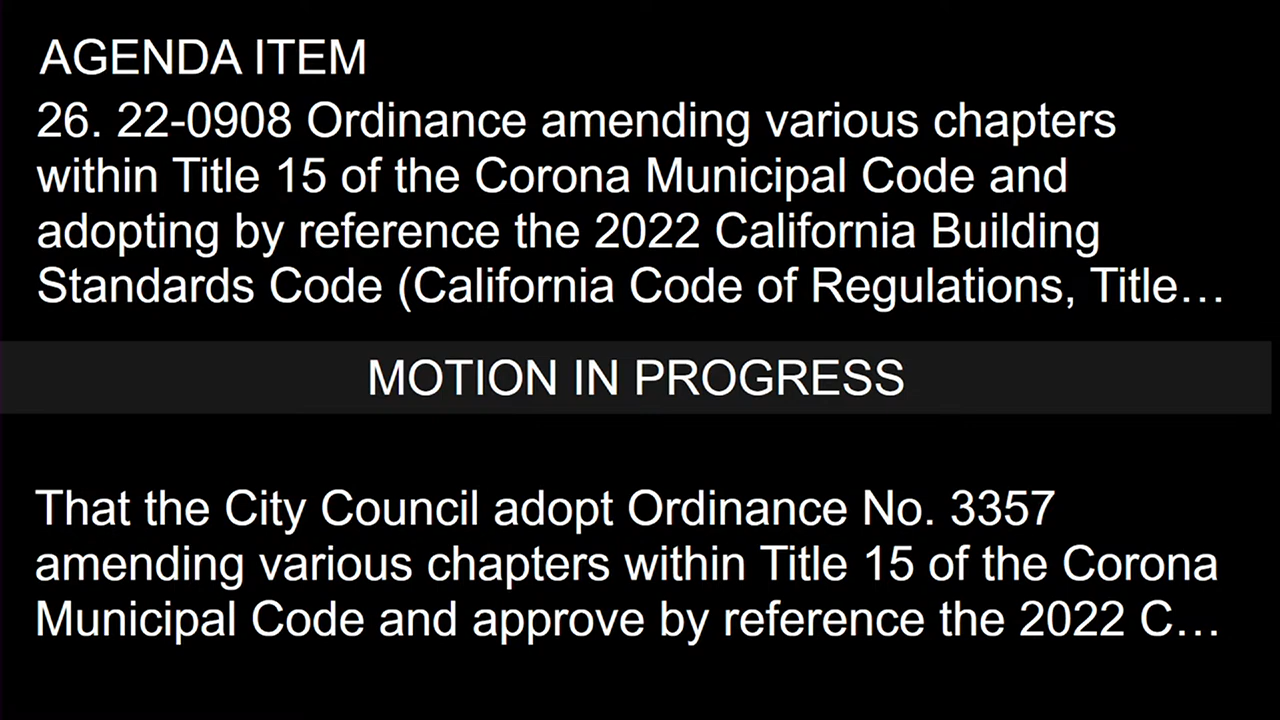 AGENDA ITEM
26. 22-0908 Ordinance amending various chapters
within Title 15 of the Corona Municipal Code and
adopting by reference the 2022 California Building
Standards Code (California Code of Regulations, Title…
MOTION IN PROGRESS
That the City Council adopt Ordinance No. 3357
amending various chapters within Title 15 of the Corona
Municipal Code and approve by reference the 2022 C…